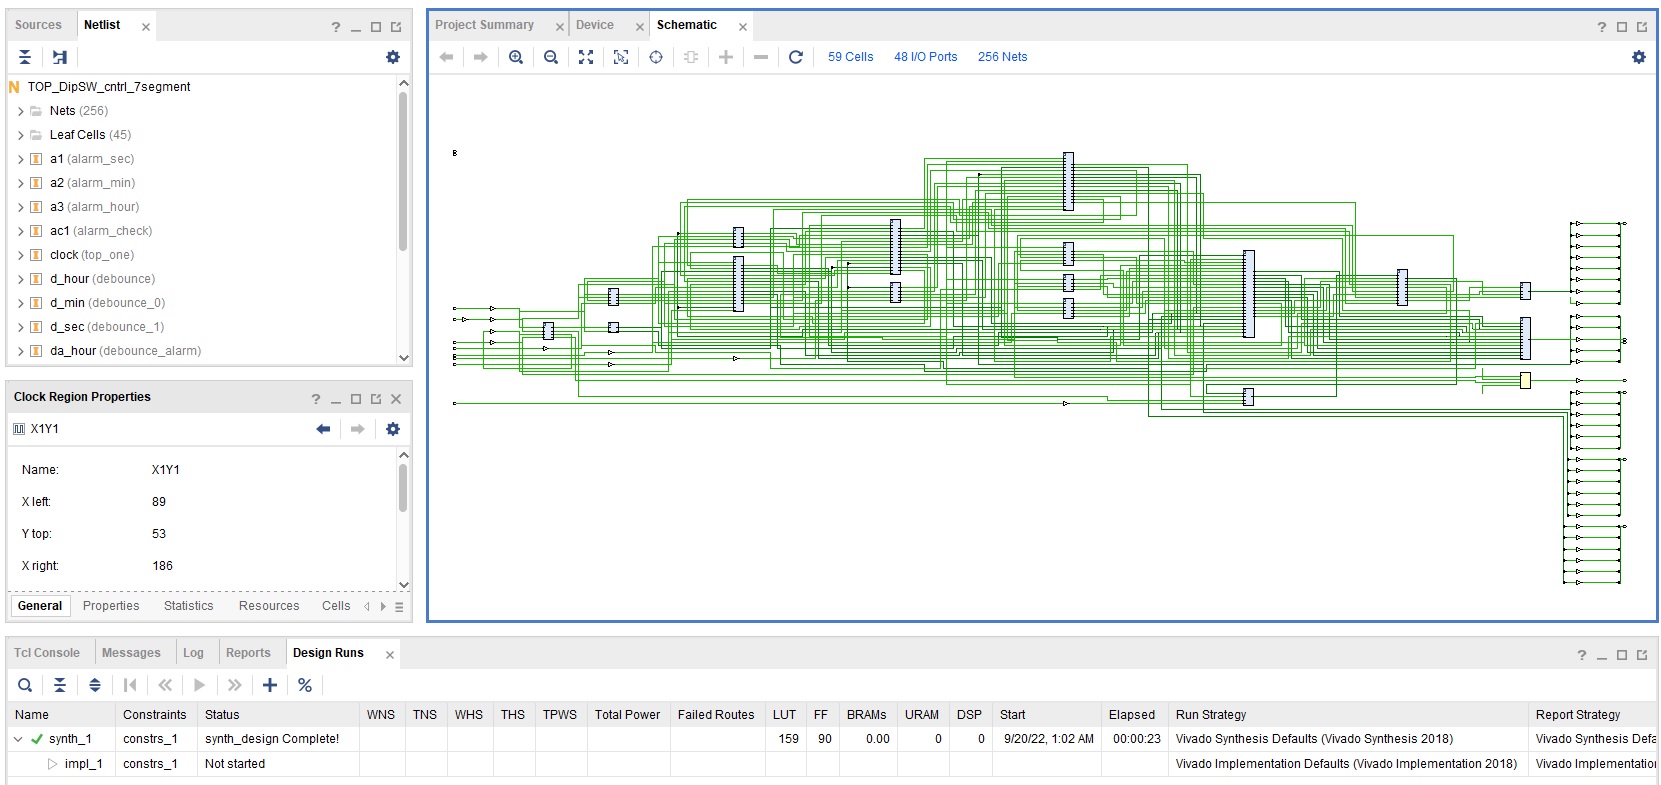 Sources Netlist
TOP_DipSW_cntrl_7segment
Nets (256)
Leaf Cells (45)
a1 (alarm_sec)
a2 (alarm_min)
a3 (alarm_hour)
ac1 (alarm_check)
clock (top_one)
d_hour (debounce)
d_min (debounce_0)
d_sec (debounce_1)
da_hour (debounce_alarm)
Clock Region Properties
X1Y1
Name: X1Y1
X left: 89
Y top: 53
X right: 186
General Properties Statistics Resources Cells
Project Summary Device Schematic
59 Cells 48 I/O Ports 256 Nets
Tcl Console Messages Log Reports Design Runs
Name Constraints Status WNS TNS WHS THS TPWS Total Power Failed Routes LUT FF BRAMs URAM DSP Start Elapsed Run Strategy Report Strategy
synth_1 constrs_1 synth_design Complete! 159 90 0.00 0 0 9/20/22, 1:02 AM 00:00:23 Vivado Synthesis Defaults (Vivado Synthesis 2018) Vivado Synthesis Defa
impl_1 constrs_1 Not started Vivado Implementation Defaults (Vivado Implementation 2018) Vivado Implementatio